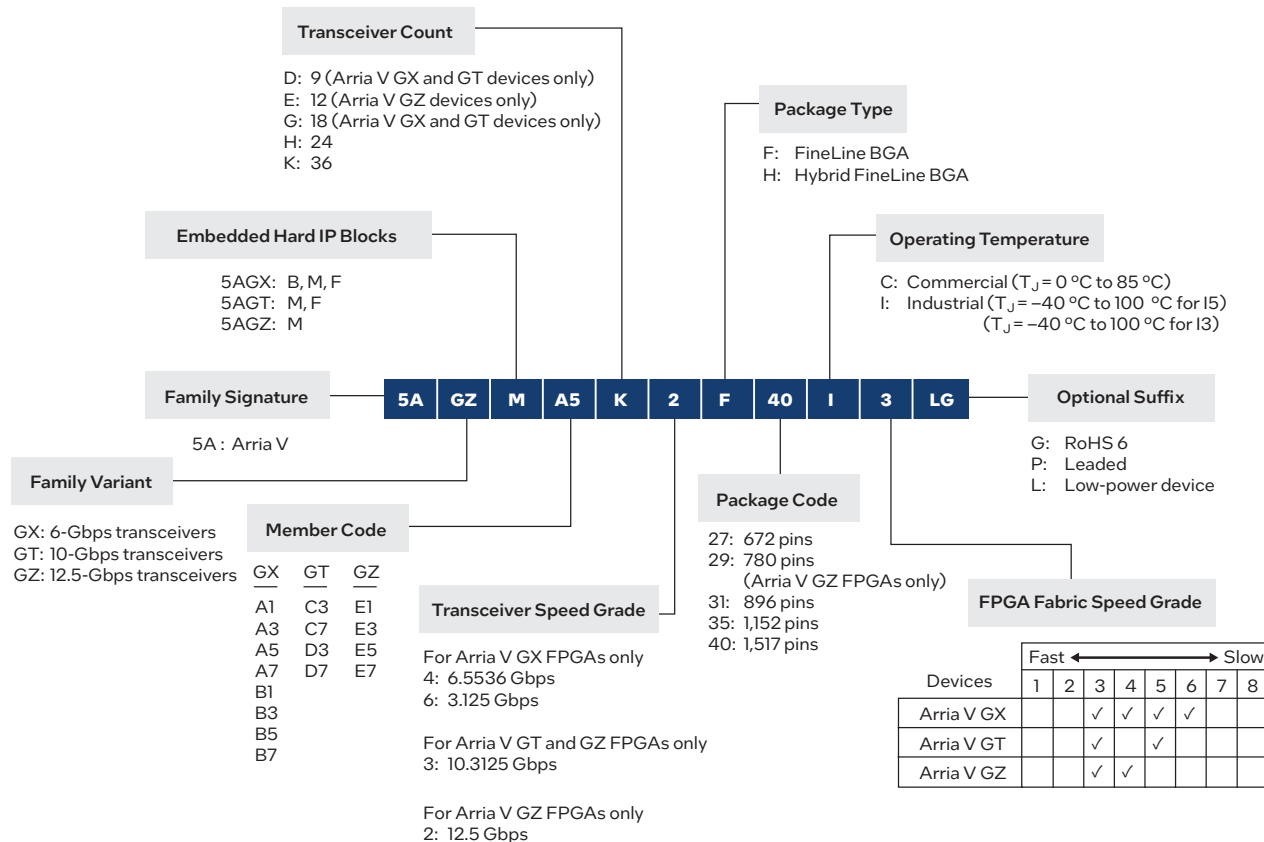 Transceiver Count
D: 9 (Arria V GX and GT devices only)
E: 12 (Arria V GZ devices only)
G: 18 (Arria V GX and GT devices only)
H: 24
K: 36
Package Type
F: FineLine BGA
H: Hybrid FineLine BGA
Embedded Hard IP Blocks
5AGX: B, M, F
5AGT: M, F
5AGZ: M
Operating Temperature
C: Commercial (TJ = 0 ºC to 85 ºC)
I: Industrial (TJ = –40 ºC to 100 ºC for I5)
(TJ = –40 ºC to 100 ºC for I3)
Family Signature
5A : Arria V
5A GZ M A5 K 2 F 40 I 3 LG
Optional Suffix
G: RoHS 6
P: Leaded
L: Low-power device
Family Variant
GX: 6-Gbps transceivers
GT: 10-Gbps transceivers
GZ: 12.5-Gbps transceivers
Member Code
GX GT GZ
A1 C3 E1
A3 C7 E3
A5 D3 E5
A7 D7 E7
B1
B3
B5
B7
Transceiver Speed Grade
For Arria V GX FPGAs only
4: 6.5536 Gbps
6: 3.125 Gbps
For Arria V GT and GZ FPGAs only
3: 10.3125 Gbps
For Arria V GZ FPGAs only
2: 12.5 Gbps
Package Code
27: 672 pins
29: 780 pins
(Arria V GZ FPGAs only)
31: 896 pins
35: 1,152 pins
40: 1,517 pins
FPGA Fabric Speed Grade
Fast Slow
Devices 1 2 3 4 5 6 7 8
Arria V GX ✓ ✓ ✓ ✓
Arria V GT ✓ ✓
Arria V GZ ✓ ✓